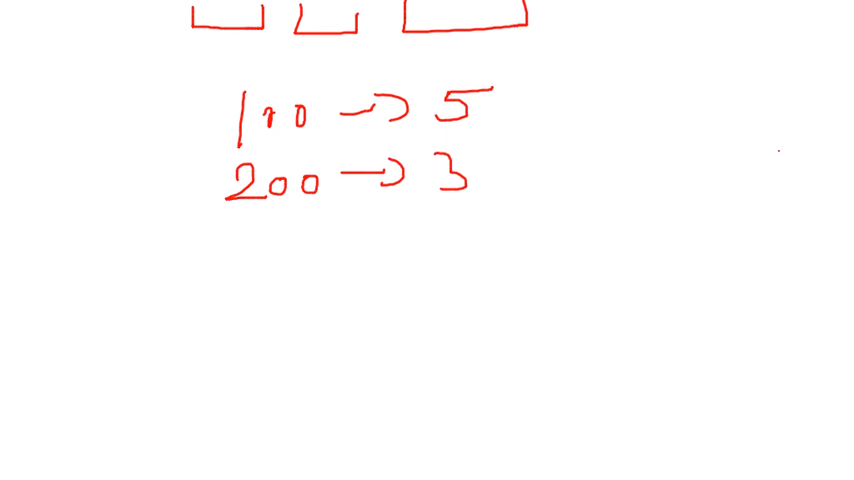 100 → 5
200 → 3